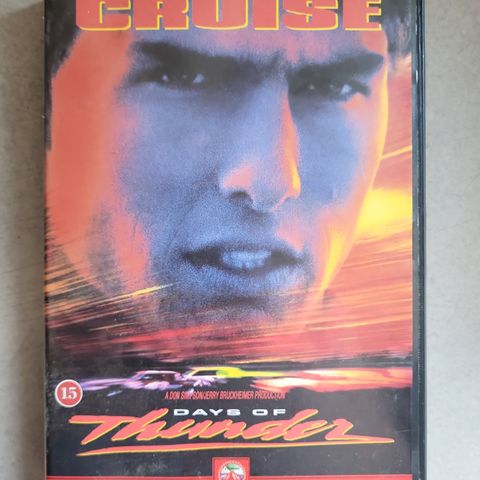 CRUISE
15
A DON SIMPSON/JERRY BRUCKHEIMER PRODUCTION
DAYS OF
Thunder